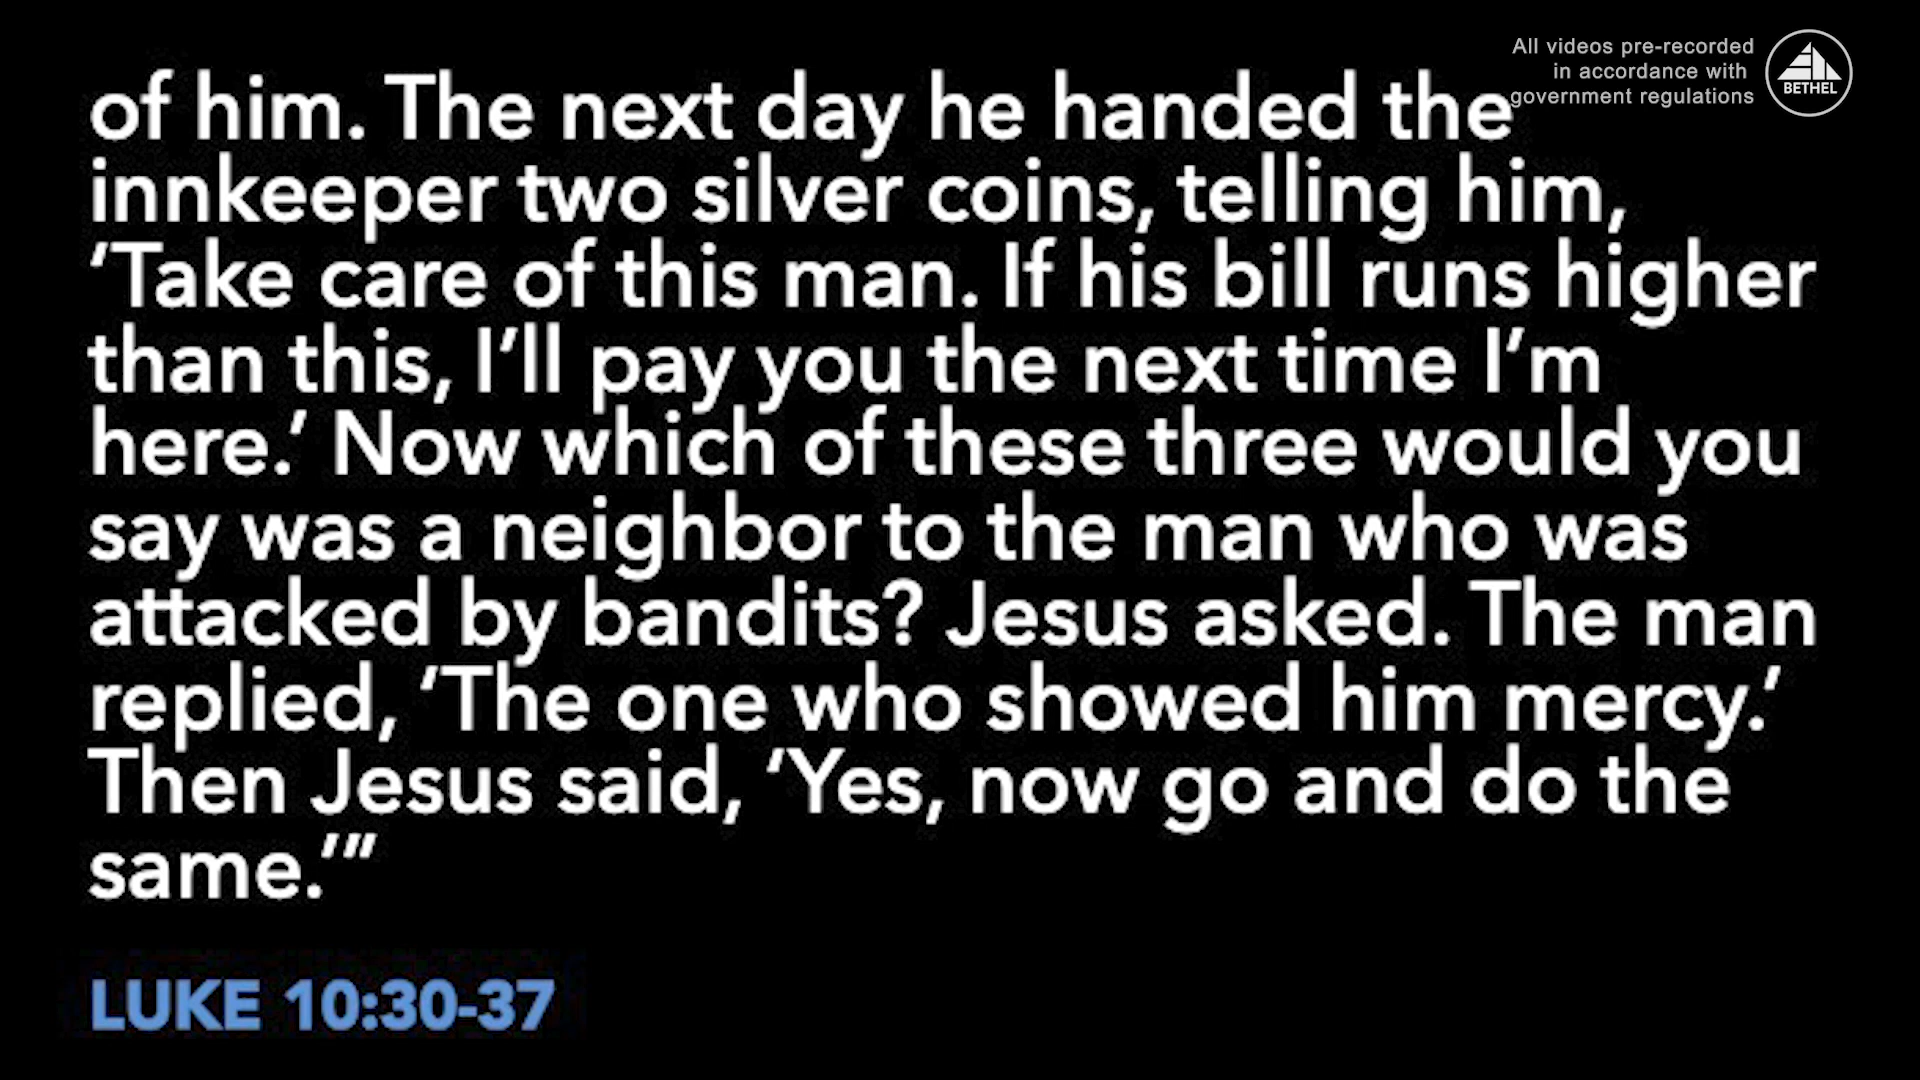 All videos pre-recorded
in accordance with
government regulations
BETHEL
of him. The next day he handed the
innkeeper two silver coins, telling him,
‘Take care of this man. If his bill runs higher
than this, I’ll pay you the next time I’m
here.’ Now which of these three would you
say was a neighbor to the man who was
attacked by bandits? Jesus asked. The man
replied, ‘The one who showed him mercy.’
Then Jesus said, ‘Yes, now go and do the
same.’”
LUKE 10:30-37